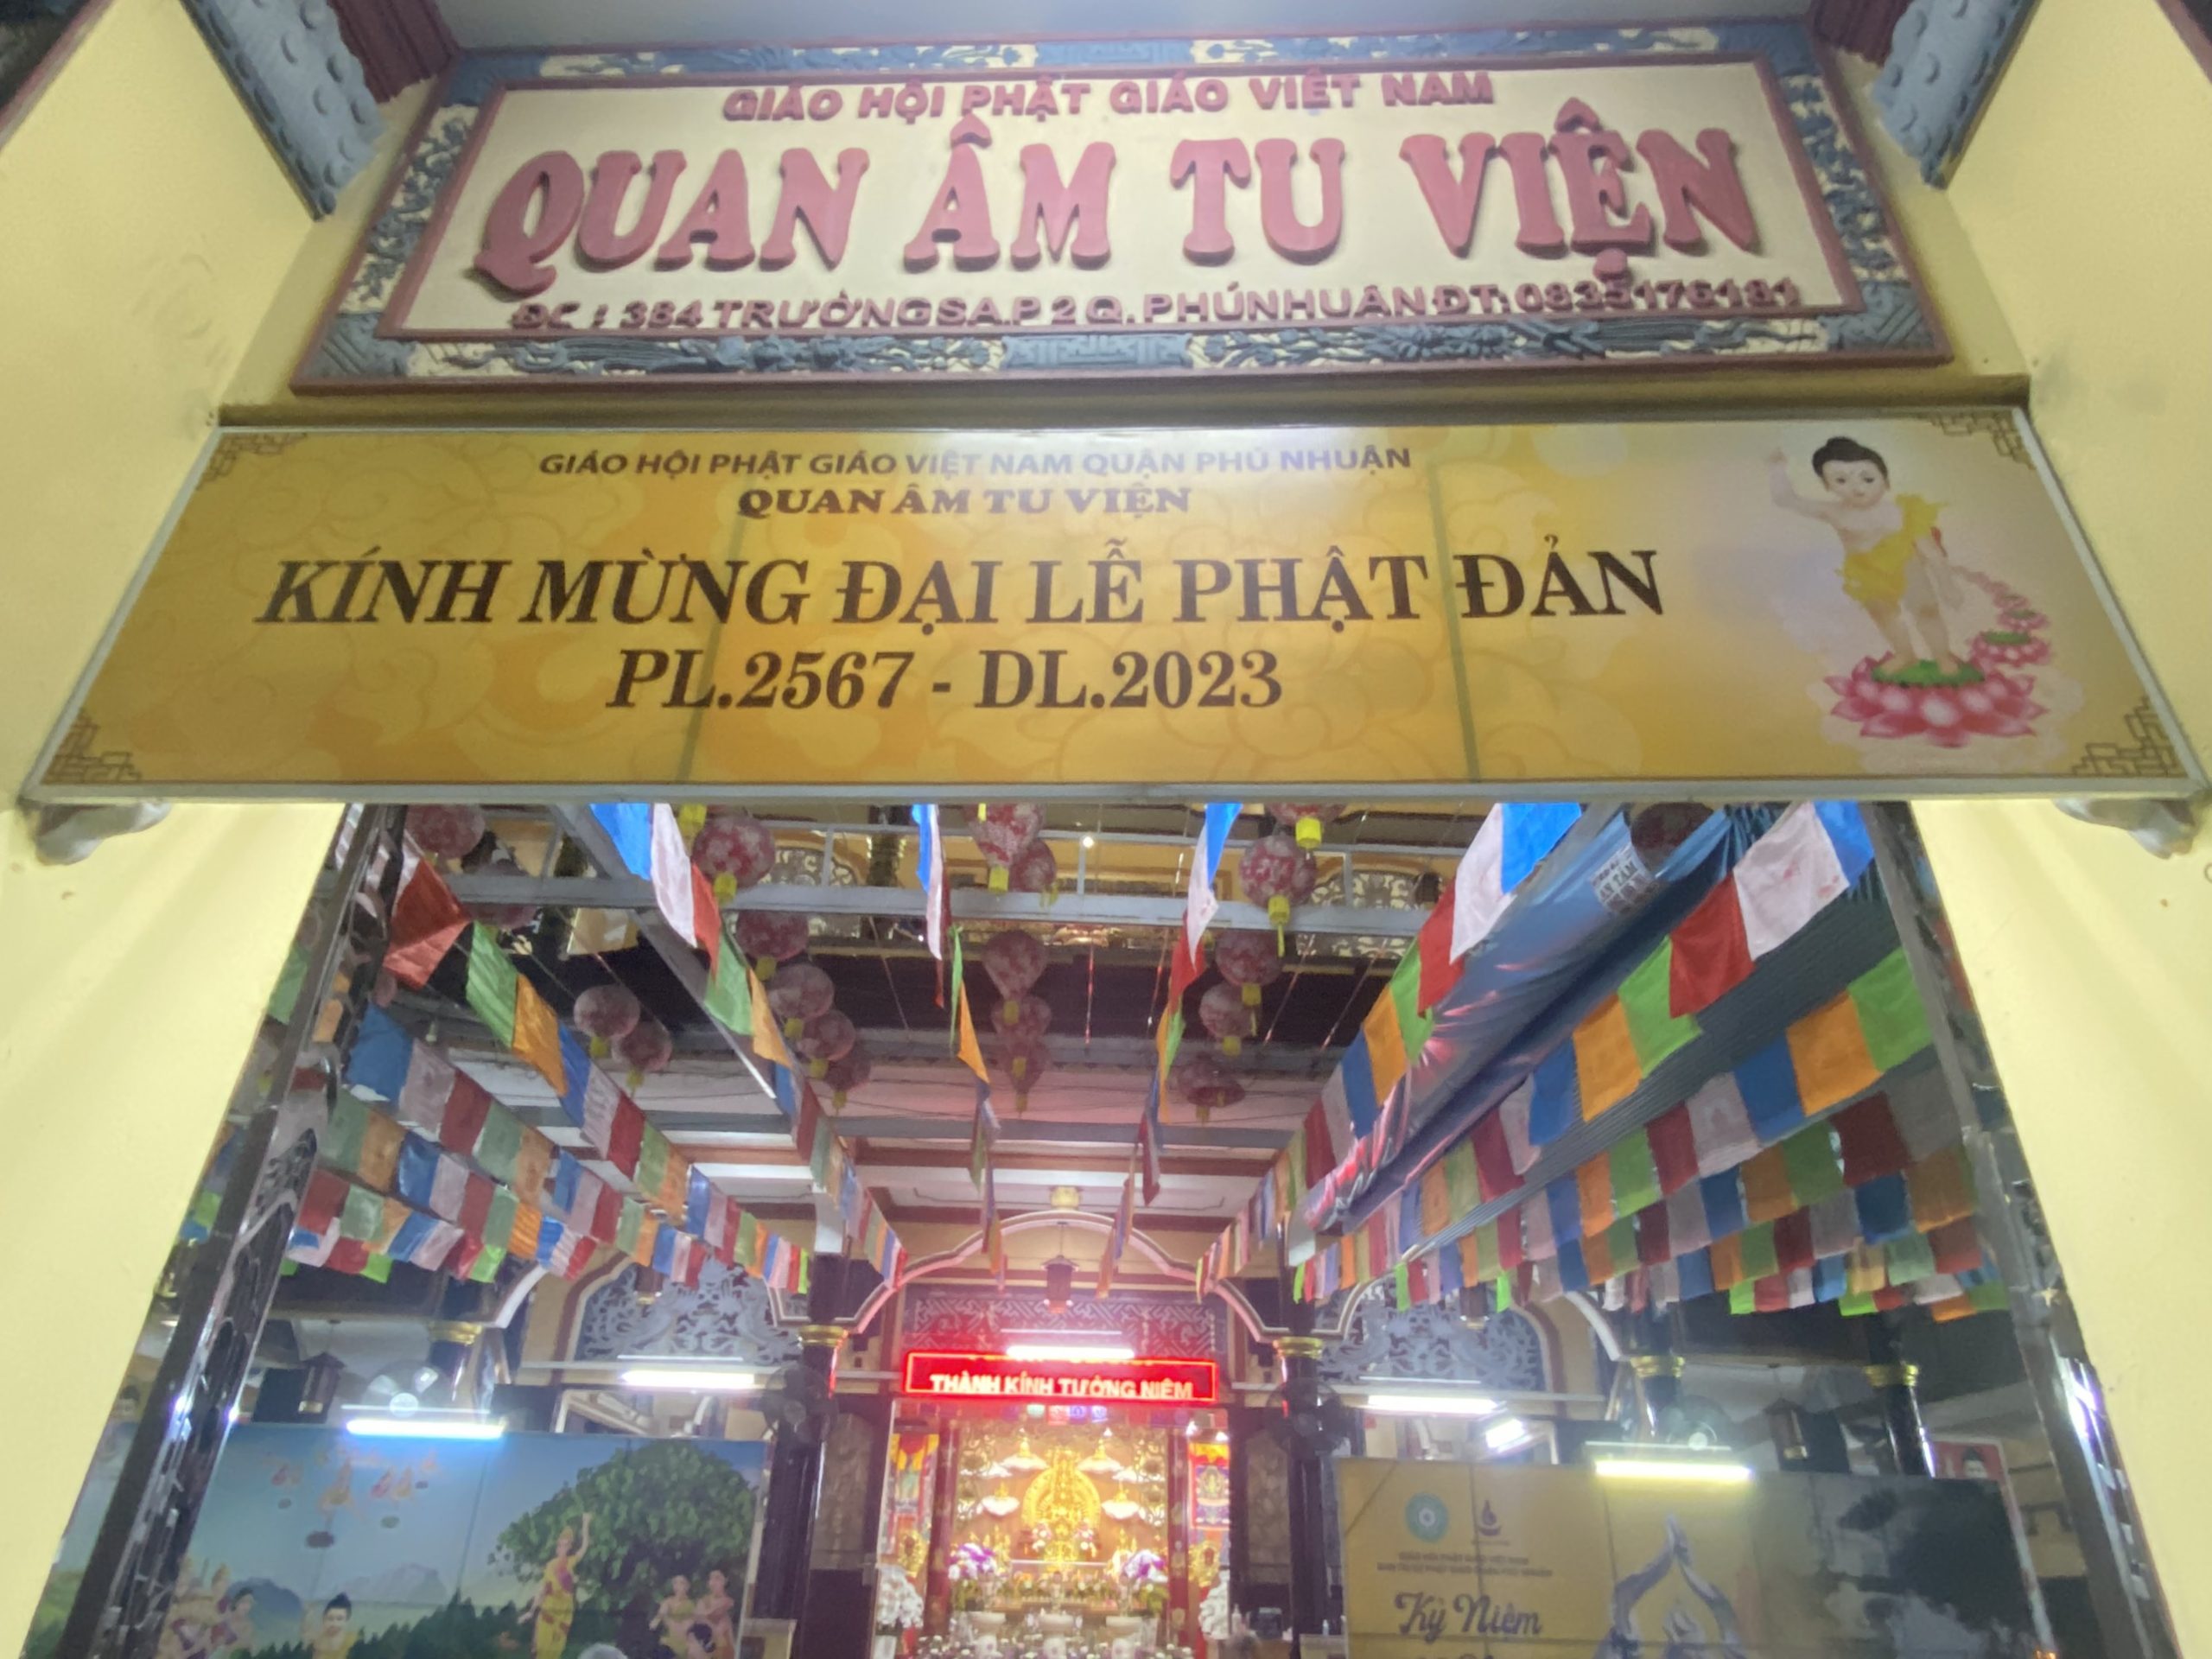 GIÁO HỘI PHẬT GIÁO VIỆT NAM
QUAN ÂM TU VIỆN
ĐC : 384 TRƯỜNG SA.P 2 Q. PHÚ NHUẬN ĐT: 0835176181
GIÁO HỘI PHẬT GIÁO VIỆT NAM QUẬN PHÚ NHUẬN
QUAN ÂM TU VIỆN
KÍNH MỪNG ĐẠI LỄ PHẬT ĐẢN
PL.2567 - DL.2023
THÀNH KÍNH TƯỞNG NIỆM
Kỷ Niệm